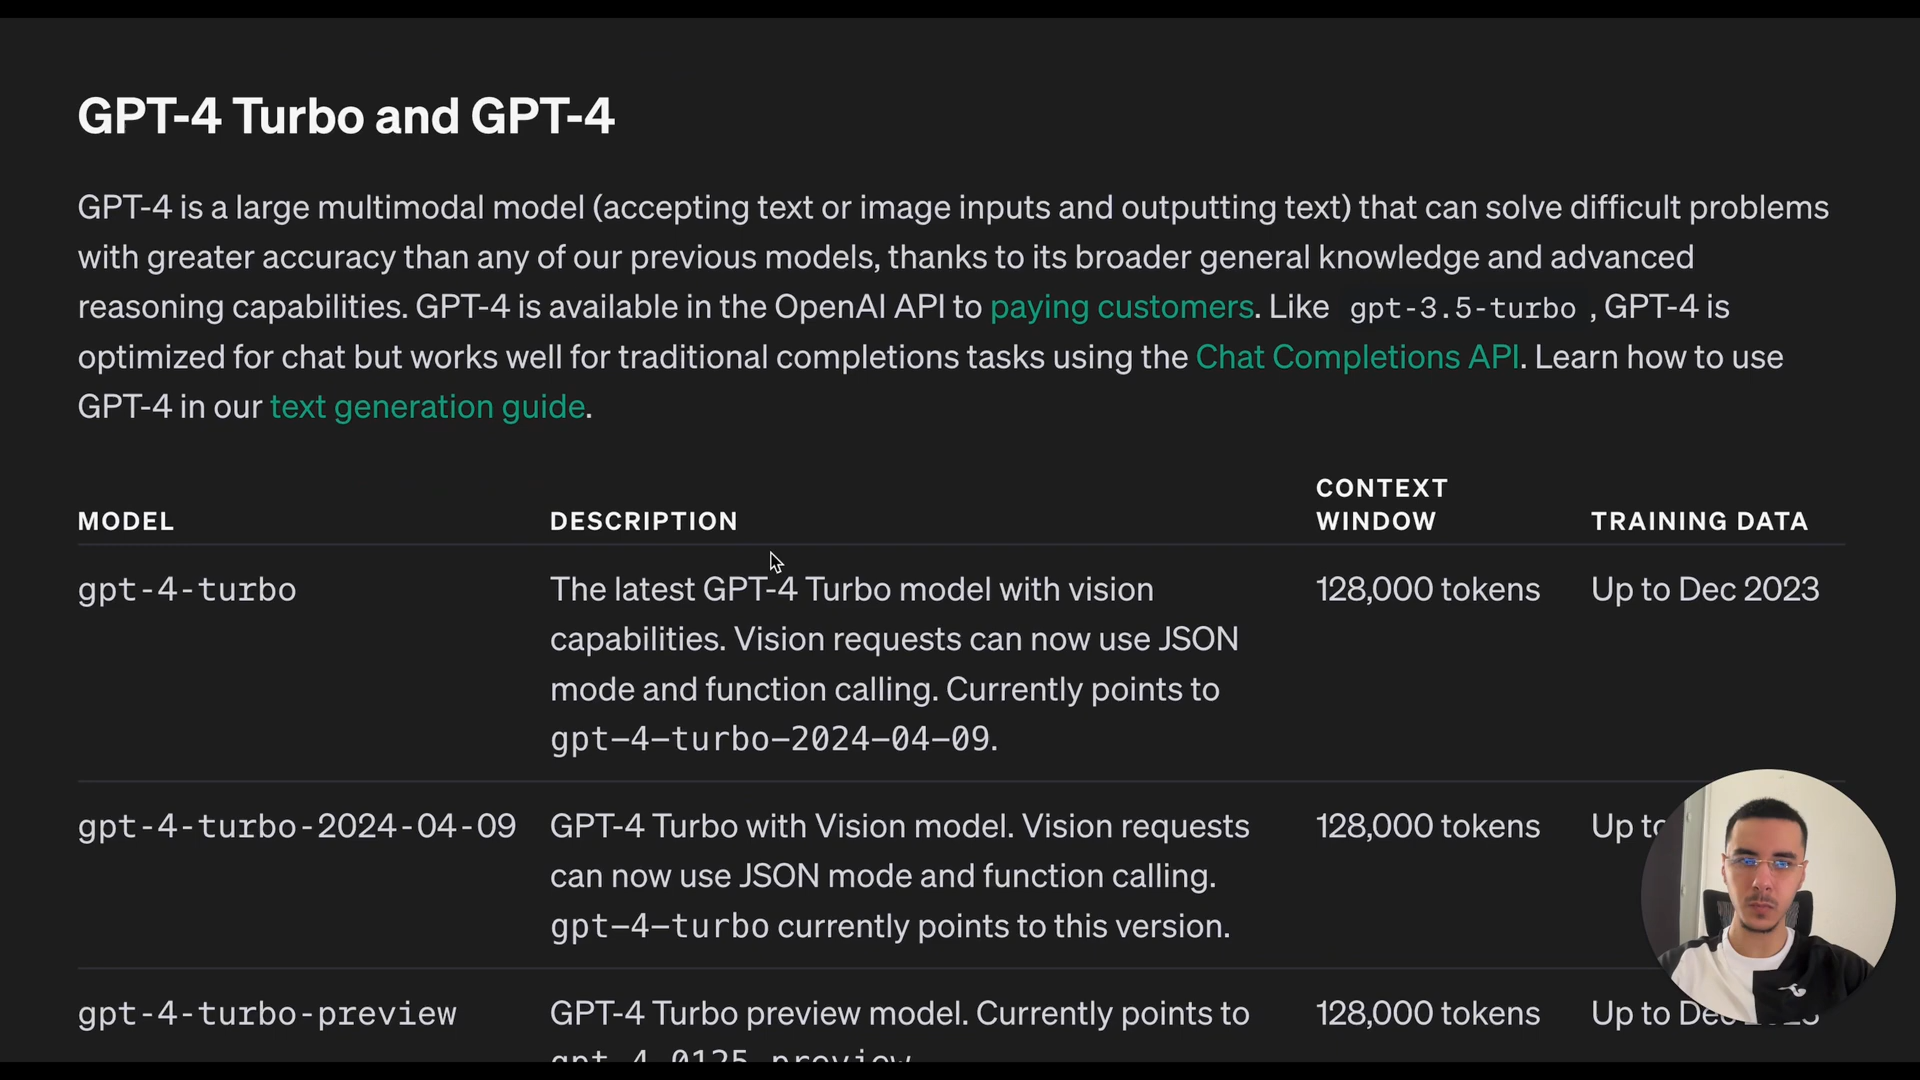 GPT-4 Turbo and GPT-4
GPT-4 is a large multimodal model (accepting text or image inputs and outputting text) that can solve difficult problems
with greater accuracy than any of our previous models, thanks to its broader general knowledge and advanced
reasoning capabilities. GPT-4 is available in the OpenAI API to paying customers. Like gpt-3.5-turbo , GPT-4 is
optimized for chat but works well for traditional completions tasks using the Chat Completions API. Learn how to use
GPT-4 in our text generation guide.
MODEL DESCRIPTION CONTEXT WINDOW TRAINING DATA
gpt-4-turbo The latest GPT-4 Turbo model with vision 128,000 tokens Up to Dec 2023
capabilities. Vision requests can now use JSON
mode and function calling. Currently points to
gpt-4-turbo-2024-04-09.
gpt-4-turbo-2024-04-09 GPT-4 Turbo with Vision model. Vision requests 128,000 tokens Up to
can now use JSON mode and function calling.
gpt-4-turbo currently points to this version.
gpt-4-turbo-preview GPT-4 Turbo preview model. Currently points to 128,000 tokens Up to Dec
gpt-4-0125-preview